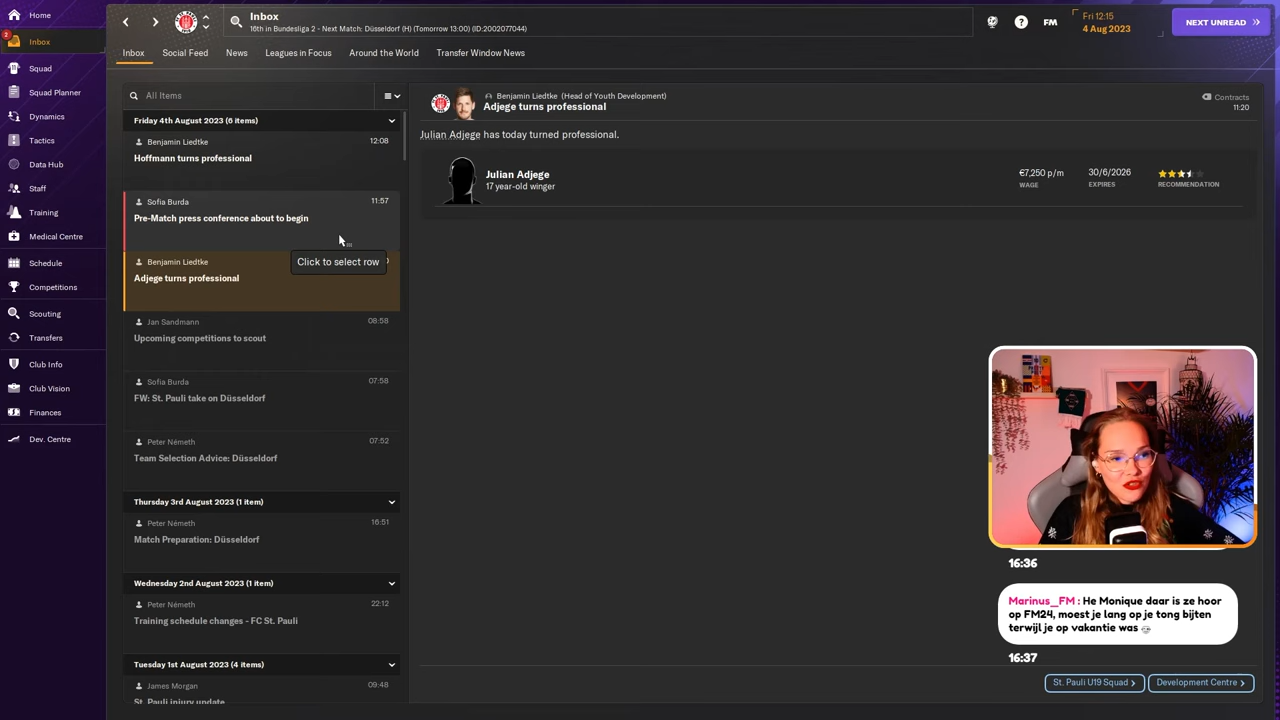 Home
2
Inbox
Squad
Squad Planner
Dynamics
Tactics
Data Hub
Staff
Training
Medical Centre
Schedule
Competitions
Scouting
Transfers
Club Info
Club Vision
Finances
Dev. Centre
Inbox
16th in Bundesliga 2 - Next Match: Düsseldorf (H) (Tomorrow 13:00) (ID:2002077044)
?
FM
Fri 12:15
4 Aug 2023
NEXT UNREAD
Inbox
Social Feed
News
Leagues in Focus
Around the World
Transfer Window News
All Items
Friday 4th August 2023 (6 items)
Benjamin Liedtke
12:08
Hoffmann turns professional
Sofia Burda
11:57
Pre-Match press conference about to begin
Click to select row
Benjamin Liedtke
Adjege turns professional
Jan Sandmann
08:58
Upcoming competitions to scout
Sofia Burda
07:58
FW: St. Pauli take on Düsseldorf
Peter Németh
07:52
Team Selection Advice: Düsseldorf
Thursday 3rd August 2023 (1 item)
Peter Németh
16:51
Match Preparation: Düsseldorf
Wednesday 2nd August 2023 (1 item)
Peter Németh
22:12
Training schedule changes - FC St. Pauli
Tuesday 1st August 2023 (4 items)
James Morgan
09:48
St. Pauli injury update
Benjamin Liedtke (Head of Youth Development)
Adjege turns professional
Contracts
11:20
Julian Adjege has today turned professional.
Julian Adjege
17 year-old winger
€7,250 p/m
WAGE
30/6/2026
EXPIRES
RECOMMENDATION
16:36
Marinus_FM : He Monique daar is ze hoor
op FM24, moest je lang op je tong bijten
terwijl je op vakantie was
16:37
St. Pauli U19 Squad
Development Centre